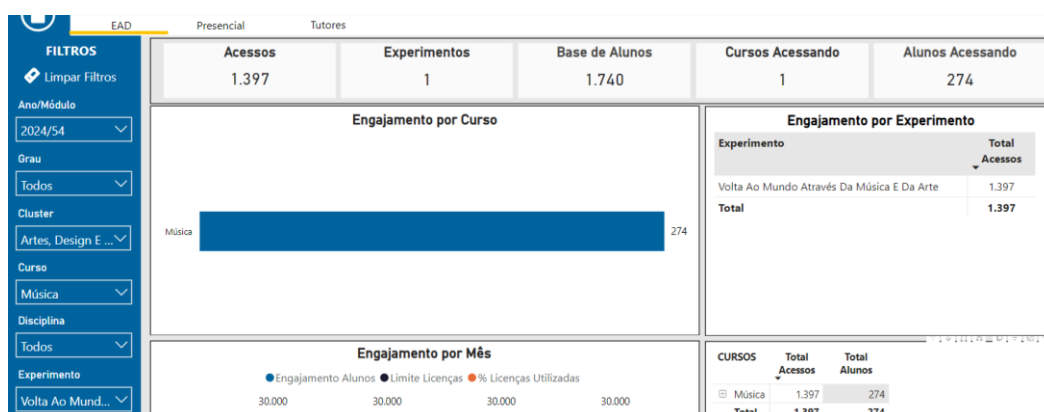 EAD Presencial Tutores
FILTROS
Limpar Filtros
Ano/Módulo
2024/54
Grau
Todos
Cluster
Artes, Design E ...
Curso
Música
Disciplina
Todos
Experimento
Volta Ao Mund...
Acessos Experimentos Base de Alunos Cursos Acessando Alunos Acessando
1.397 1 1.740 1 274
Engajamento por Curso
Música 274
Engajamento por Experimento
Experimento Total Acessos
Volta Ao Mundo Através Da Música E Da Arte 1.397
Total 1.397
Engajamento por Mês
Engajamento Alunos Limite Licenças % Licenças Utilizadas
30.000 30.000 30.000 30.000
CURSOS Total Acessos Total Alunos
Música 1.397 274
Total 1.397 274